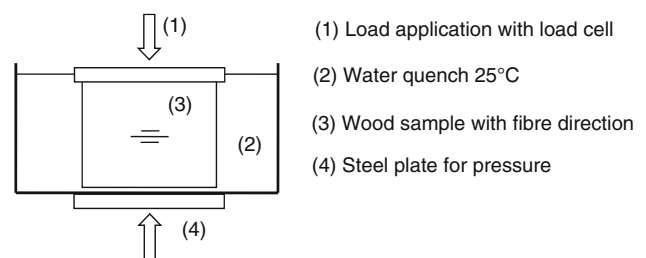 (1)
(1) Load application with load cell
(2) Water quench 25°C
(3)
(3) Wood sample with fibre direction
(2)
(4) Steel plate for pressure
(4)